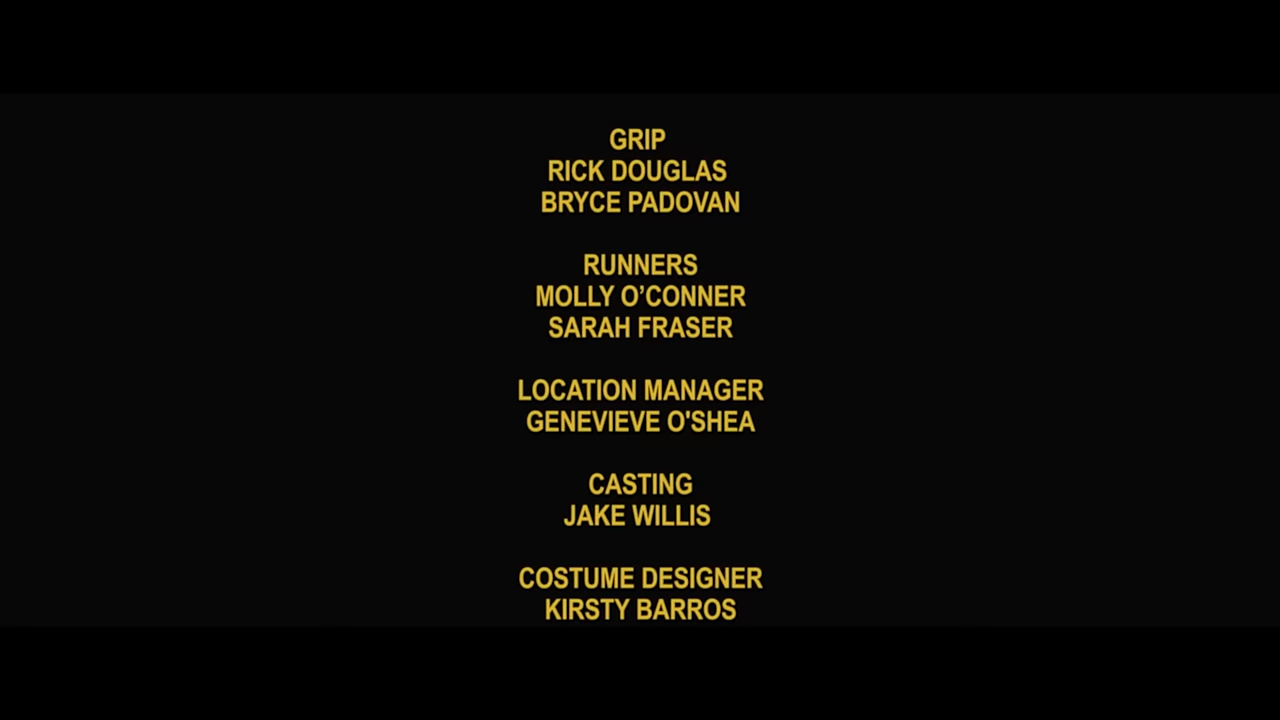 GRIP
RICK DOUGLAS
BRYCE PADOVAN
RUNNERS
MOLLY O’CONNER
SARAH FRASER
LOCATION MANAGER
GENEVIEVE O'SHEA
CASTING
JAKE WILLIS
COSTUME DESIGNER
KIRSTY BARROS